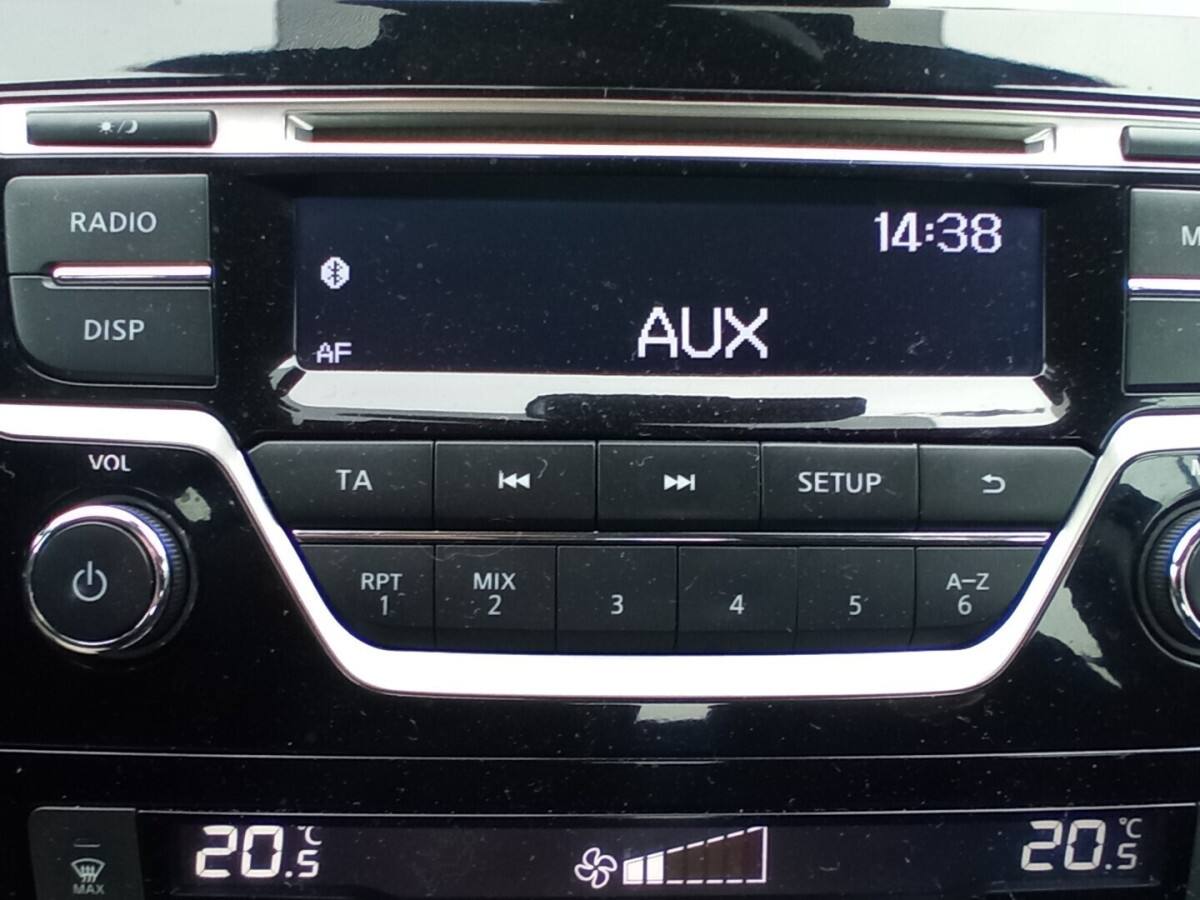 RADIO
14:38
DISP
AUX
AF
VOL
TA
SETUP
RPT
1
MIX
2
3
4
5
A-Z
6
20.5 °C
20.5 °C
MAX